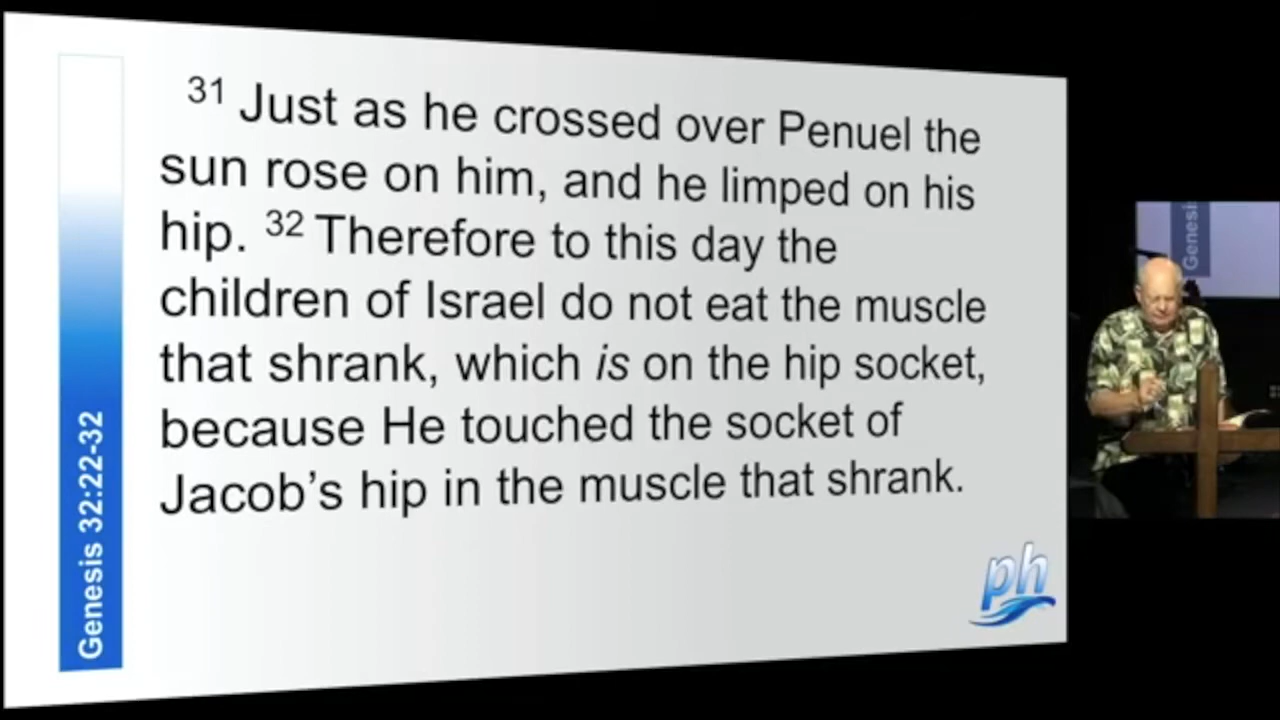 31 Just as he crossed over Penuel the
sun rose on him, and he limped on his
hip. 32 Therefore to this day the
children of Israel do not eat the muscle
that shrank, which is on the hip socket,
because He touched the socket of
Jacob’s hip in the muscle that shrank.
Genesis 32:22-32
ph
Genesis